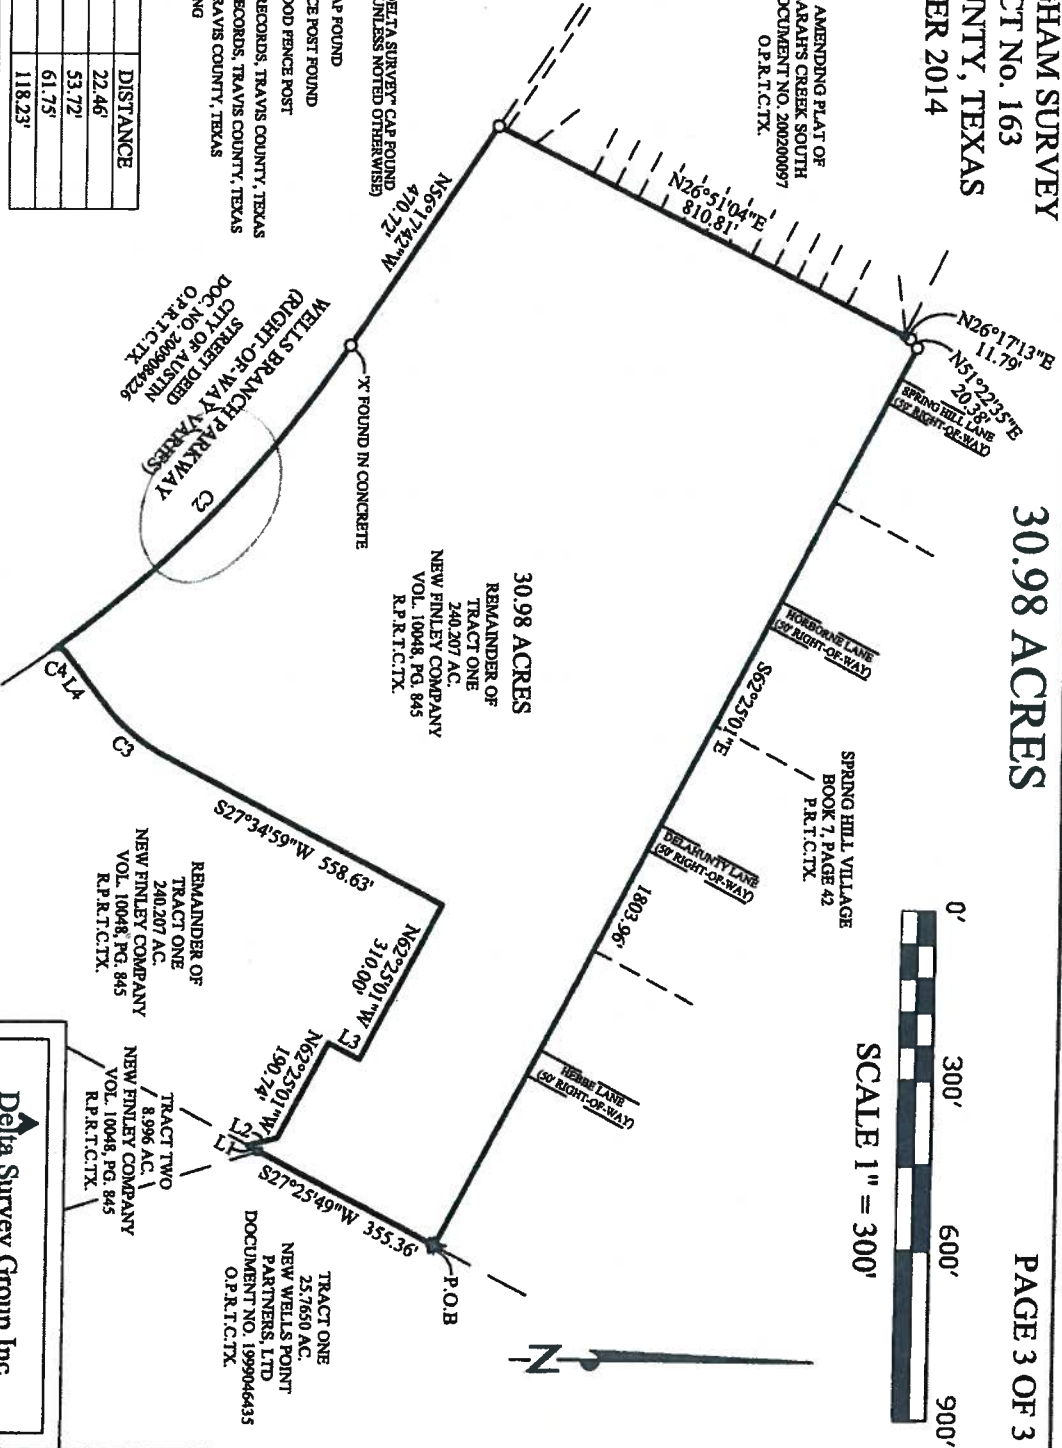 GHAM SURVEY
CT No. 163
UNTY, TEXAS
ER 2014
30.98 ACRES
PAGE 3 OF 3
0' 300' 600' 900'
SCALE 1" = 300'
AMENDING PLAT OF
ARAH'S CREEK SOUTH
OCUMENT NO. 200200097
O.P.R.T.C.TX.
N26°51'04"E
810.81'
N26°17'13"E
11.79'
N51°22'35"E
20.38'
SPRING HILL LANE
(50' RIGHT-OF-WAY)
HORBORNE LANE
(50' RIGHT-OF-WAY)
S62°25'01"E
1803.96'
SPRING HILL VILLAGE
BOOK 7, PAGE 42
P.R.T.C.TX.
DELAHUNTY LANE
(50' RIGHT-OF-WAY)
HEBBE LANE
(50' RIGHT-OF-WAY)
P.O.B
N
30.98 ACRES
REMAINDER OF
TRACT ONE
240.207 AC.
NEW FINLEY COMPANY
VOL. 10048, PG. 845
R.P.R.T.C.TX.
'X' FOUND IN CONCRETE
N56°17'42"W
470.72'
WELLS BRANCH PARKWAY
(RIGHT-OF-WAY VARIES)
STREET DEED
CITY OF AUSTIN
DOC. NO. 2009084226
O.P.R.T.C.TX.
C2
C4 L4
C3
S27°34'59"W 558.63'
N62°25'01"W
310.00'
L3
N62°25'01"W
190.74'
L2
L1
S27°25'49"W 355.36'
REMAINDER OF
TRACT ONE
240.207 AC.
NEW FINLEY COMPANY
VOL. 10048, PG. 845
R.P.R.T.C.TX.
TRACT TWO
8.996 AC.
NEW FINLEY COMPANY
VOL. 10048, PG. 845
R.P.R.T.C.TX.
TRACT ONE
25.7650 AC.
NEW WELLS POINT
PARTNERS, LTD
DOCUMENT NO. 1999046435
O.P.R.T.C.TX.
DELTA SURVEY" CAP FOUND
UNLESS NOTED OTHERWISE)
AP FOUND
CE POST FOUND
OOD FENCE POST
RECORDS, TRAVIS COUNTY, TEXAS
ECORDS, TRAVIS COUNTY, TEXAS
RAVIS COUNTY, TEXAS
NG
DISTANCE
22.46'
53.72'
61.75'
118.23'
Delta Survey Group Inc